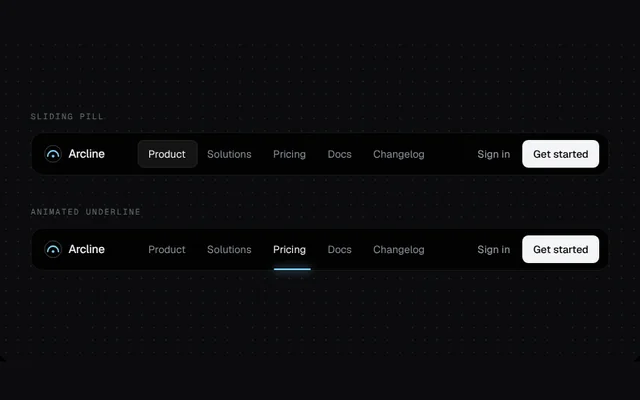 SLIDING PILL
Arcline Product Solutions Pricing Docs Changelog Sign in Get started
ANIMATED UNDERLINE
Arcline Product Solutions Pricing Docs Changelog Sign in Get started